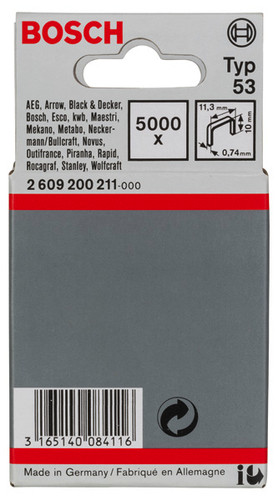 BOSCH
Typ
53
AEG, Arrow, Black & Decker,
Bosch, Esco, kwb, Maestri,
Mekano, Metabo, Necker-
mann/Bullcraft, Novus,
Outifrance, Piranha, Rapid,
Rocagraf, Stanley, Wolfcraft
5000
x
11,3 mm
10 mm
0,74mm
2 609 200 211-000
3 165140 084116
Made in Germany / Fabriqué en Allemagne